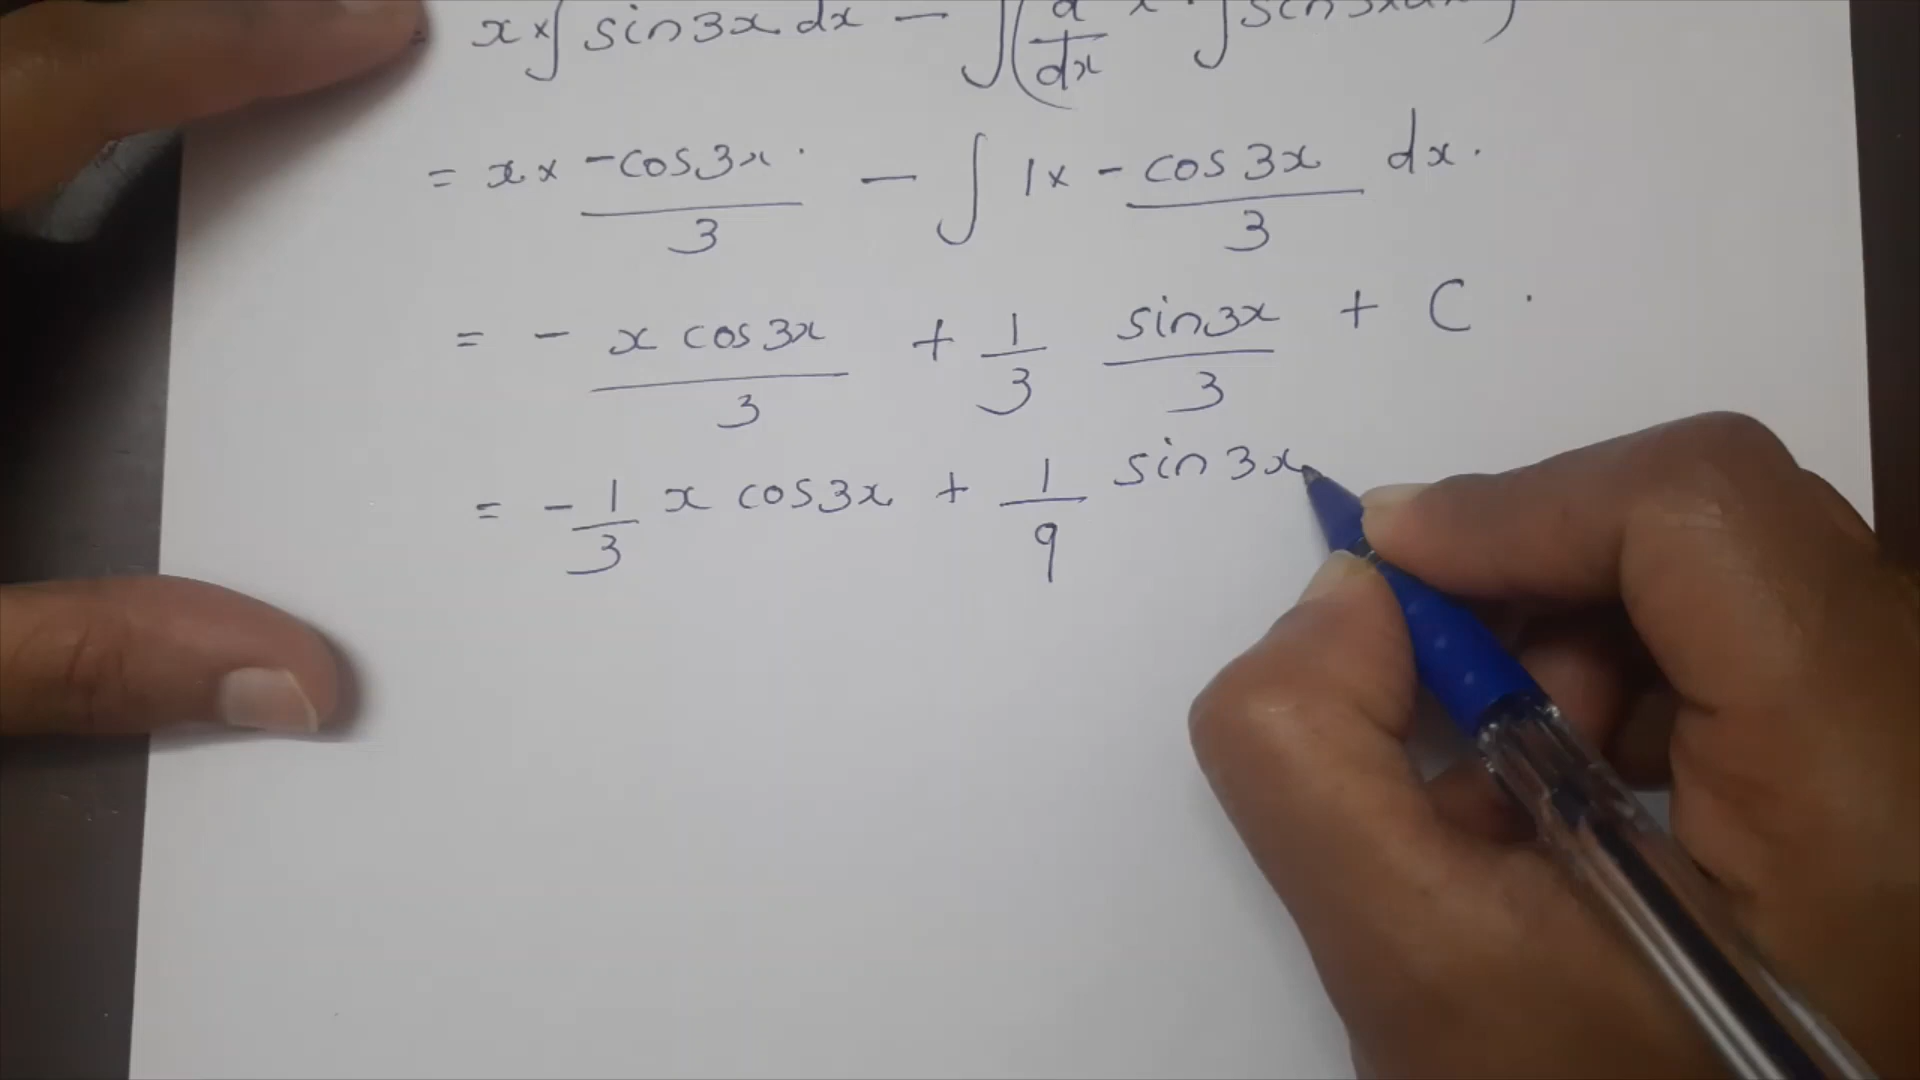 x × ∫ sin3x dx – ∫( d/dx x · ∫ sin3x dx )
= x × -cos3x/3 – ∫ 1 × -cos3x/3 dx.
= - x cos3x/3 + 1/3 sin3x/3 + C .
= -1/3 x cos3x + 1/9 sin3x